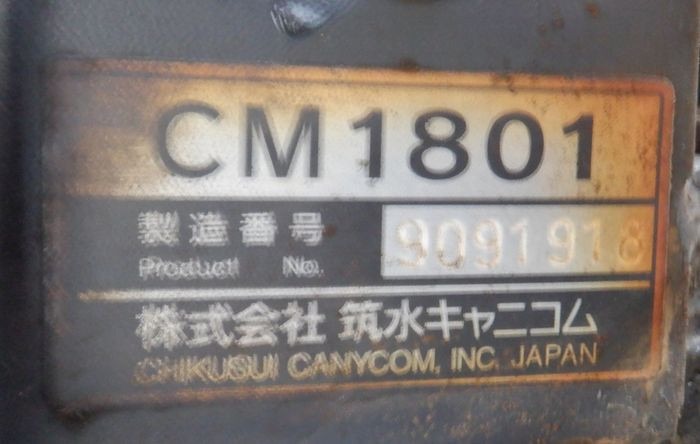 CM1801
製造番号 9091918
Product No.
株式会社 筑水キャニコム
CHIKUSUI CANYCOM, INC. JAPAN